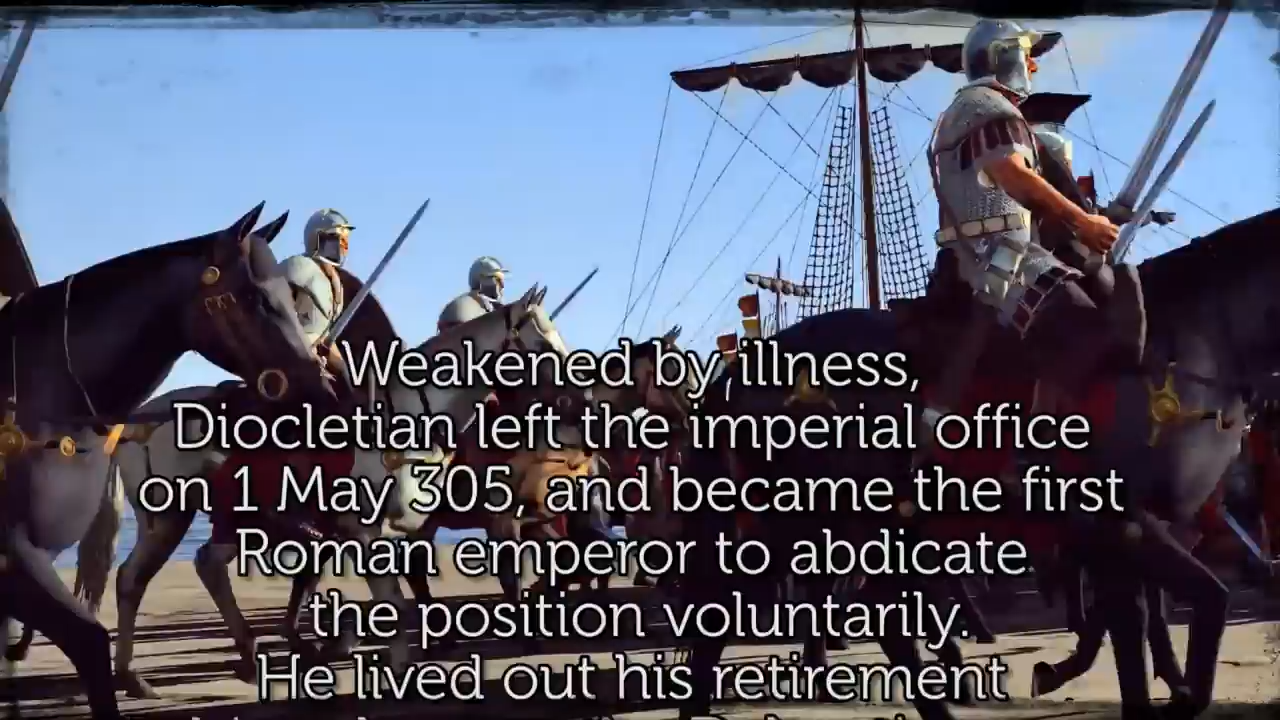 Weakened by illness,
Diocletian left the imperial office
on 1 May 305, and became the first
Roman emperor to abdicate
the position voluntarily.
He lived out his retirement